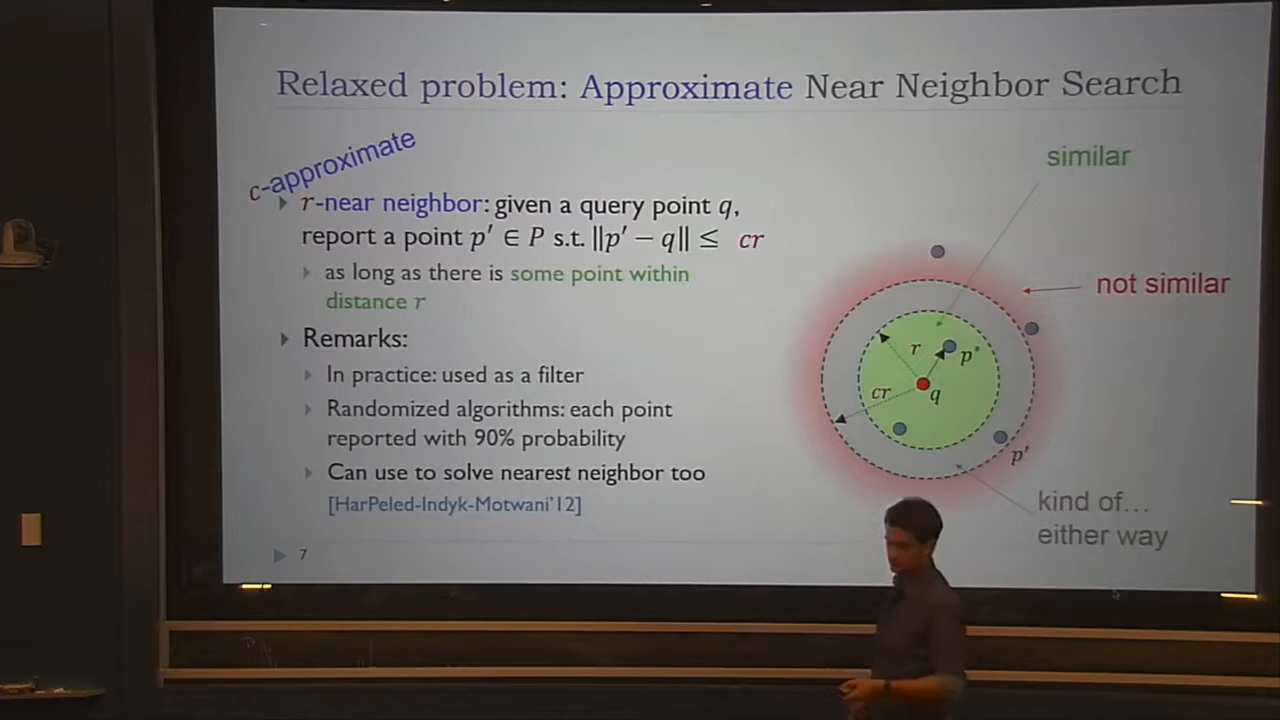 Relaxed problem: Approximate Near Neighbor Search
c-approximate
r-near neighbor: given a query point q,
report a point p′ ∈ P s.t. ‖p′ − q‖ ≤ cr
as long as there is some point within
distance r
Remarks:
In practice: used as a filter
Randomized algorithms: each point
reported with 90% probability
Can use to solve nearest neighbor too
[HarPeled-Indyk-Motwani'12]
7
similar
not similar
r
p*
cr
q
p′
kind of…
either way